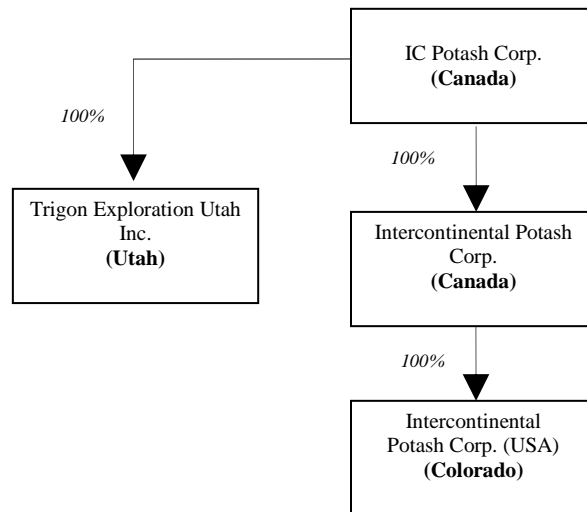 IC Potash Corp.
(Canada)
100%
100%
Trigon Exploration Utah
Inc.
(Utah)
Intercontinental Potash
Corp.
(Canada)
100%
Intercontinental
Potash Corp. (USA)
(Colorado)